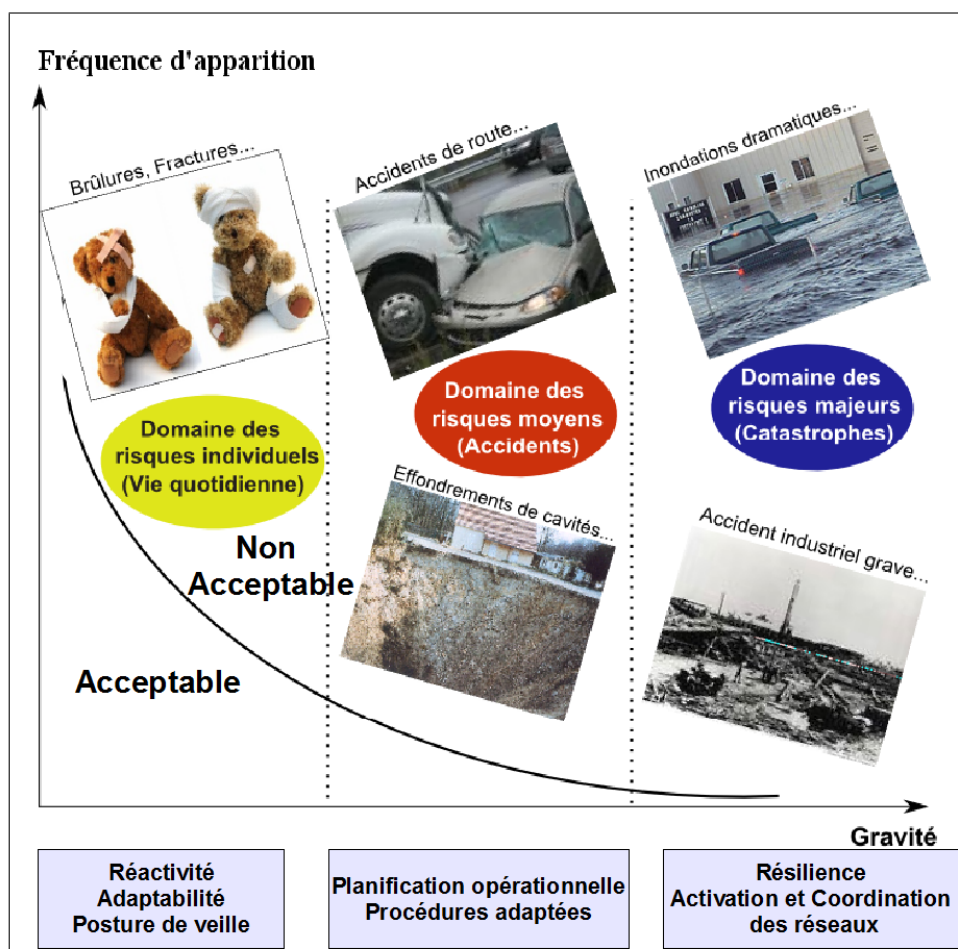 Fréquence d'apparition
Brûlures, Fractures...
Accidents de route...
Inondations dramatiques...
Domaine des
risques individuels
(Vie quotidienne)
Domaine des
risques moyens
(Accidents)
Domaine des
risques majeurs
(Catastrophes)
Effondrements de cavités...
Accident industriel grave...
Non
Acceptable
Acceptable
Gravité
Réactivité
Adaptabilité
Posture de veille
Planification opérationnelle
Procédures adaptées
Résilience
Activation et Coordination
des réseaux